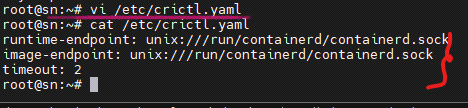 root@sn:~# vi /etc/crictl.yaml
root@sn:~# cat /etc/crictl.yaml
runtime-endpoint: unix:///run/containerd/containerd.sock
image-endpoint: unix:///run/containerd/containerd.sock
timeout: 2
root@sn:~#